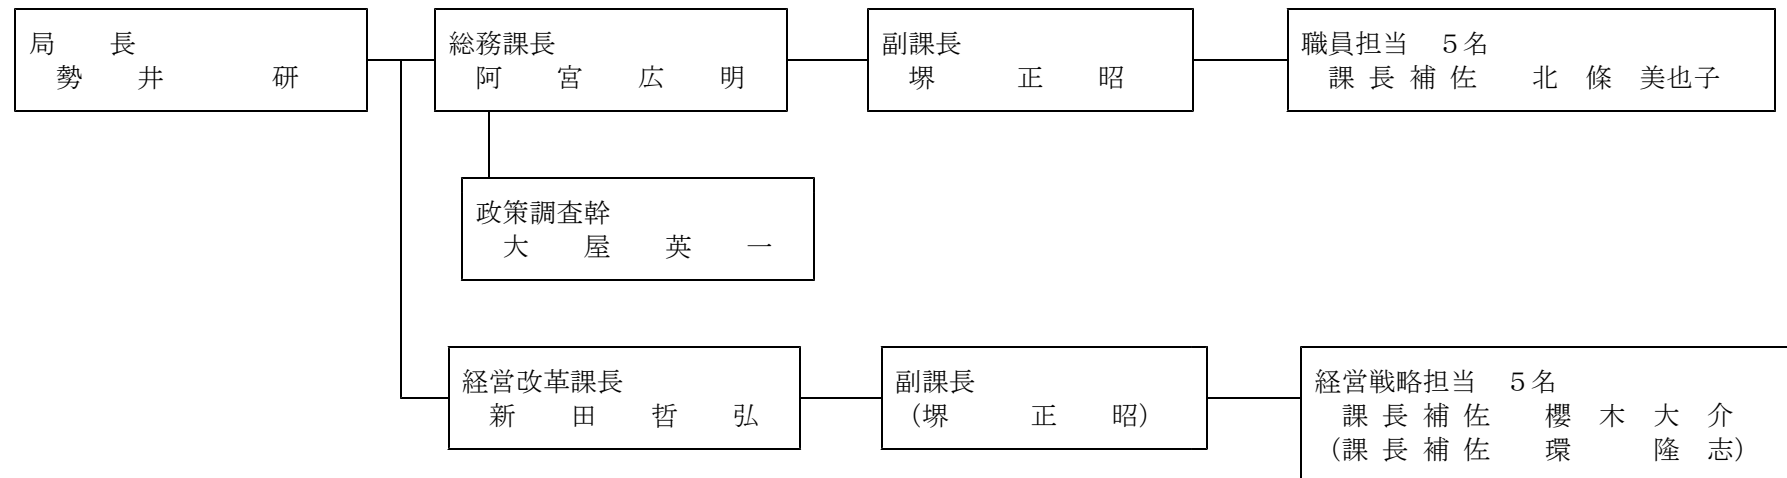 局　　長
勢　　井　　　　研
総務課長
阿　　宮　　広　　明
副課長
堺　　　正　　昭
職員担当　５名
課 長 補 佐　　北　條　美也子
政策調査幹
大　　屋　　英　　一
経営改革課長
新　　田　　哲　　弘
副課長
(堺　　　正　　昭)
経営戦略担当　５名
課 長 補 佐　　櫻　木　大　介
(課 長 補 佐　　環　　　隆　志)